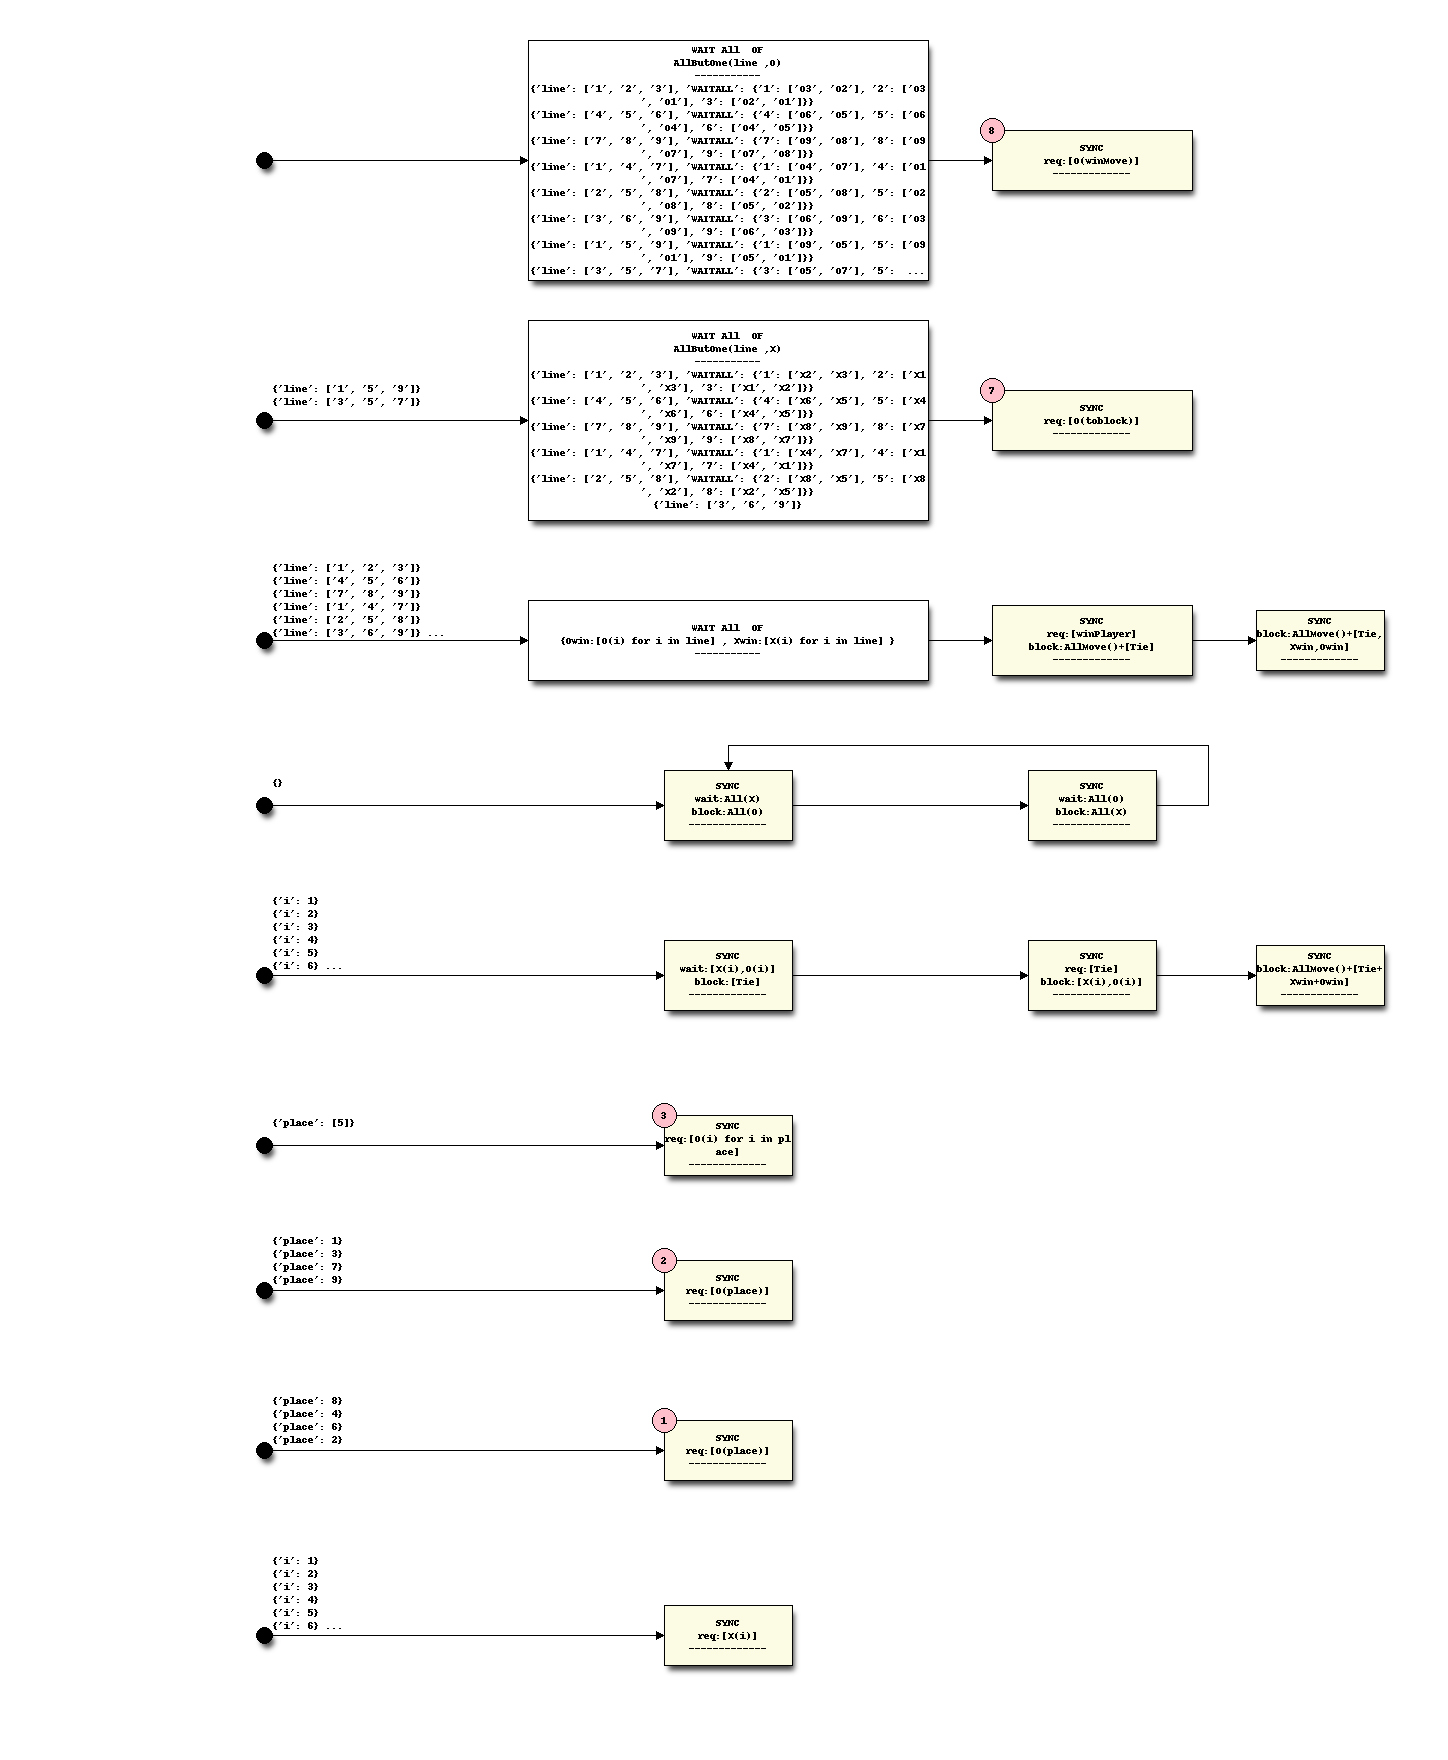 WAIT All  OF
AllButOne(line ,O)
-----------
{'line': ['1', '2', '3'], 'WAITALL': {'1': ['O3', 'O2'], '2': ['O3
', 'O1'], '3': ['O2', 'O1']}}
{'line': ['4', '5', '6'], 'WAITALL': {'4': ['O6', 'O5'], '5': ['O6
', 'O4'], '6': ['O4', 'O5']}}
{'line': ['7', '8', '9'], 'WAITALL': {'7': ['O9', 'O8'], '8': ['O9
', 'O7'], '9': ['O7', 'O8']}}
{'line': ['1', '4', '7'], 'WAITALL': {'1': ['O4', 'O7'], '4': ['O1
', 'O7'], '7': ['O4', 'O1']}}
{'line': ['2', '5', '8'], 'WAITALL': {'2': ['O5', 'O8'], '5': ['O2
', 'O8'], '8': ['O5', 'O2']}}
{'line': ['3', '6', '9'], 'WAITALL': {'3': ['O6', 'O9'], '6': ['O3
', 'O9'], '9': ['O6', 'O3']}}
{'line': ['1', '5', '9'], 'WAITALL': {'1': ['O9', 'O5'], '5': ['O9
', 'O1'], '9': ['O5', 'O1']}}
{'line': ['3', '5', '7'], 'WAITALL': {'3': ['O5', 'O7'], '5':  ...
8
SYNC
req:[O(winMove)]
-------------
{'line': ['1', '5', '9']}
{'line': ['3', '5', '7']}
WAIT All  OF
AllButOne(line ,X)
-----------
{'line': ['1', '2', '3'], 'WAITALL': {'1': ['X2', 'X3'], '2': ['X1
', 'X3'], '3': ['X1', 'X2']}}
{'line': ['4', '5', '6'], 'WAITALL': {'4': ['X6', 'X5'], '5': ['X4
', 'X6'], '6': ['X4', 'X5']}}
{'line': ['7', '8', '9'], 'WAITALL': {'7': ['X8', 'X9'], '8': ['X7
', 'X9'], '9': ['X8', 'X7']}}
{'line': ['1', '4', '7'], 'WAITALL': {'1': ['X4', 'X7'], '4': ['X1
', 'X7'], '7': ['X4', 'X1']}}
{'line': ['2', '5', '8'], 'WAITALL': {'2': ['X8', 'X5'], '5': ['X8
', 'X2'], '8': ['X2', 'X5']}}
{'line': ['3', '6', '9']}
7
SYNC
req:[O(toblock)]
-------------
{'line': ['1', '2', '3']}
{'line': ['4', '5', '6']}
{'line': ['7', '8', '9']}
{'line': ['1', '4', '7']}
{'line': ['2', '5', '8']}
{'line': ['3', '6', '9']} ...
WAIT All  OF
{Owin:[O(i) for i in line] , Xwin:[X(i) for i in line] }
-----------
SYNC
req:[winPlayer]
block:AllMove()+[Tie]
-------------
SYNC
block:AllMove()+[Tie,
Xwin,Owin]
-------------
{}
SYNC
wait:All(X)
block:All(O)
-------------
SYNC
wait:All(O)
block:All(X)
-------------
{'i': 1}
{'i': 2}
{'i': 3}
{'i': 4}
{'i': 5}
{'i': 6} ...
SYNC
wait:[X(i),O(i)]
block:[Tie]
-------------
SYNC
req:[Tie]
block:[X(i),O(i)]
-------------
SYNC
block:AllMove()+[Tie+
Xwin+Owin]
-------------
{'place': [5]}
3
SYNC
req:[O(i) for i in pl
ace]
-------------
{'place': 1}
{'place': 3}
{'place': 7}
{'place': 9}
2
SYNC
req:[O(place)]
-------------
{'place': 8}
{'place': 4}
{'place': 6}
{'place': 2}
1
SYNC
req:[O(place)]
-------------
{'i': 1}
{'i': 2}
{'i': 3}
{'i': 4}
{'i': 5}
{'i': 6} ...
SYNC
req:[X(i)]
-------------